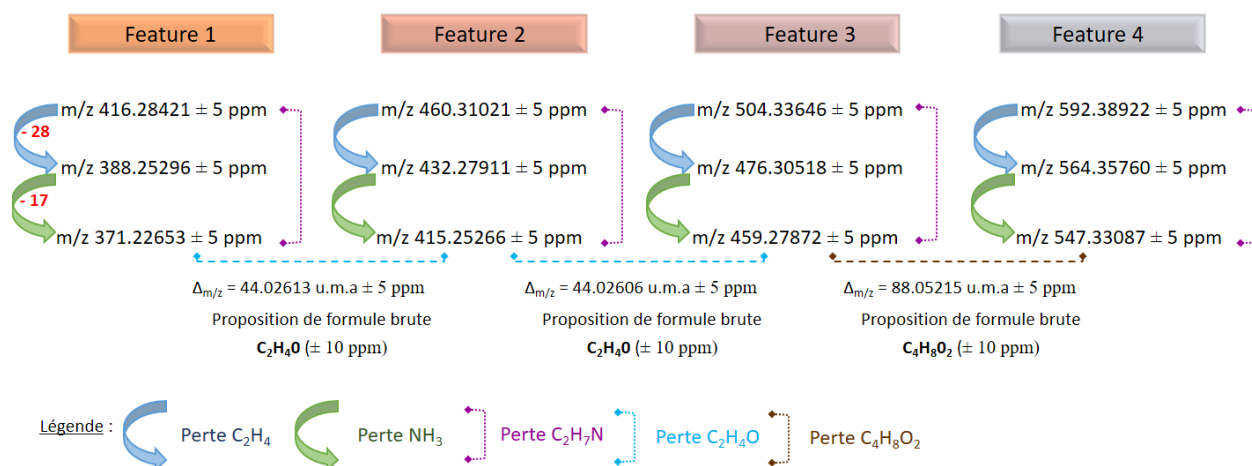 Feature 1 Feature 2 Feature 3 Feature 4
m/z 416.28421 ± 5 ppm m/z 460.31021 ± 5 ppm m/z 504.33646 ± 5 ppm m/z 592.38922 ± 5 ppm
- 28
m/z 388.25296 ± 5 ppm m/z 432.27911 ± 5 ppm m/z 476.30518 ± 5 ppm m/z 564.35760 ± 5 ppm
- 17
m/z 371.22653 ± 5 ppm m/z 415.25266 ± 5 ppm m/z 459.27872 ± 5 ppm m/z 547.33087 ± 5 ppm
Δm/z = 44.02613 u.m.a ± 5 ppm Δm/z = 44.02606 u.m.a ± 5 ppm Δm/z = 88.05215 u.m.a ± 5 ppm
Proposition de formule brute Proposition de formule brute Proposition de formule brute
C₂H₄0 (± 10 ppm) C₂H₄0 (± 10 ppm) C₄H₈0₂ (± 10 ppm)
Légende : Perte C₂H₄ Perte NH₃ Perte C₂H₇N Perte C₂H₄O Perte C₄H₈O₂